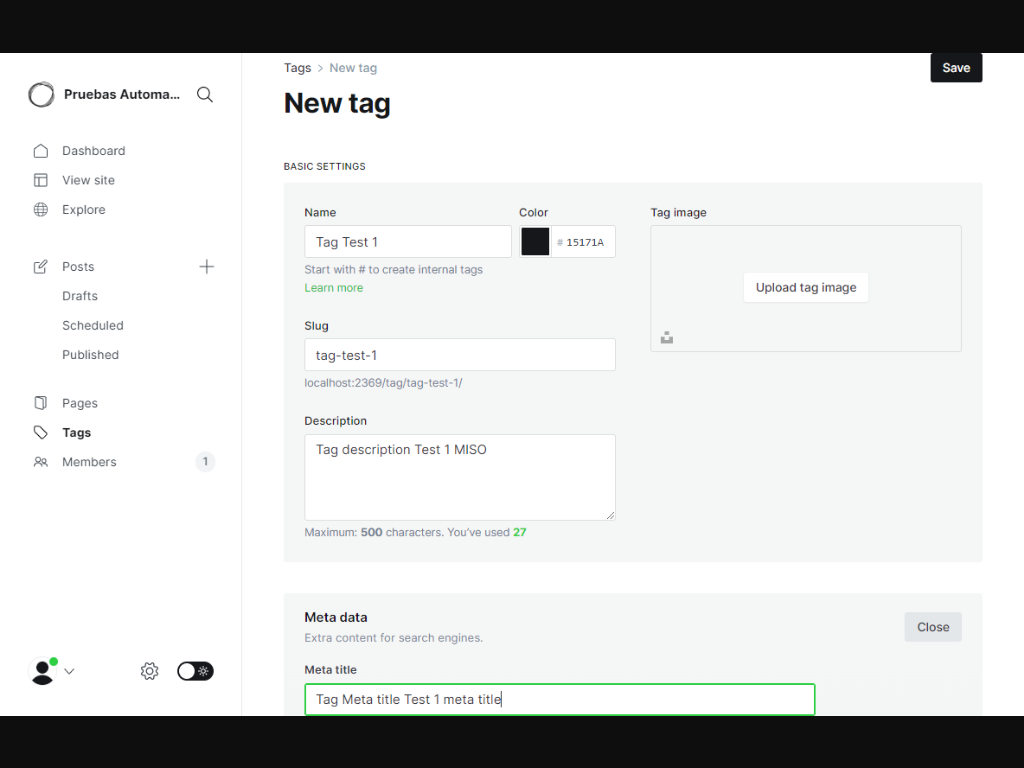 Pruebas Automa...
Dashboard
View site
Explore
Posts
Drafts
Scheduled
Published
Pages
Tags
Members
1
Tags > New tag
Save
New tag
BASIC SETTINGS
Name
Color
Tag image
Tag Test 1
# 15171A
Start with # to create internal tags
Learn more
Upload tag image
Slug
tag-test-1
localhost:2369/tag/tag-test-1/
Description
Tag description Test 1 MISO
Maximum: 500 characters. You've used 27
Meta data
Extra content for search engines.
Close
Meta title
Tag Meta title Test 1 meta title